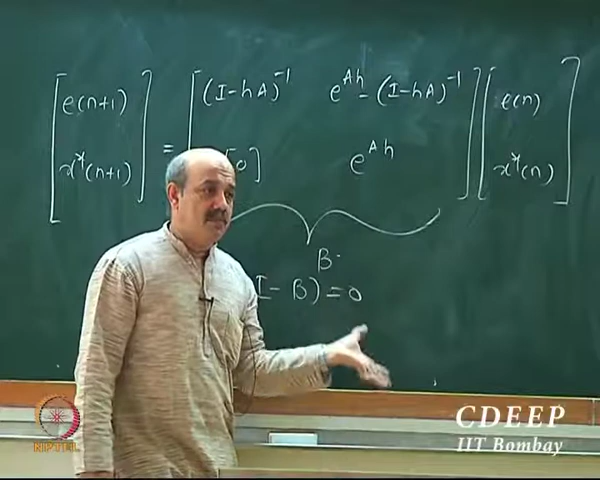 [e(n+1)] = [(I-hA)⁻¹ e^{Ah} - (I-hA)⁻¹] [e(n)]
[x*(n+1)] [0] e^{Ah} [x*(n)]
B.
I - B) = 0
CDEEP
IIT Bombay
NPTEL